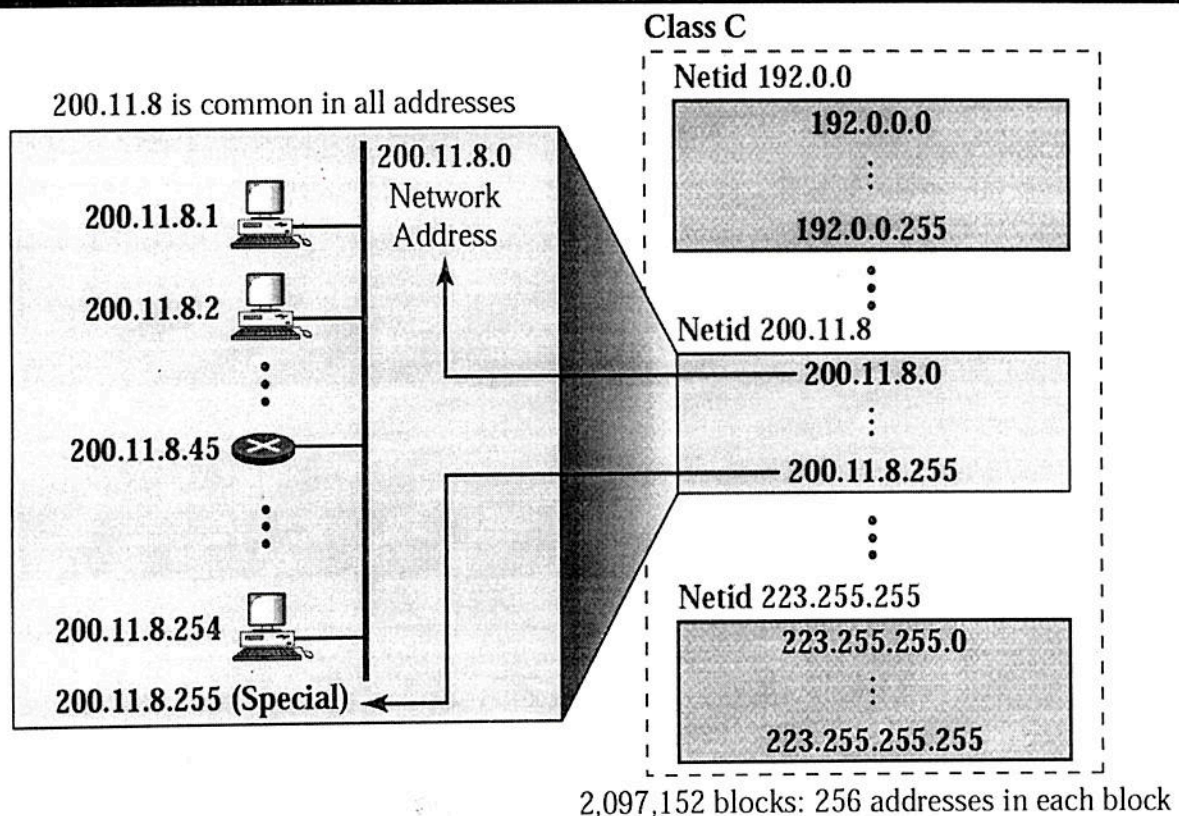 Class C
Netid 192.0.0
192.0.0.0
192.0.0.255
Netid 200.11.8
200.11.8.0
200.11.8.255
Netid 223.255.255
223.255.255.0
223.255.255.255
2,097,152 blocks: 256 addresses in each block
200.11.8 is common in all addresses
200.11.8.0
Network
Address
200.11.8.1
200.11.8.2
200.11.8.45
200.11.8.254
200.11.8.255 (Special)